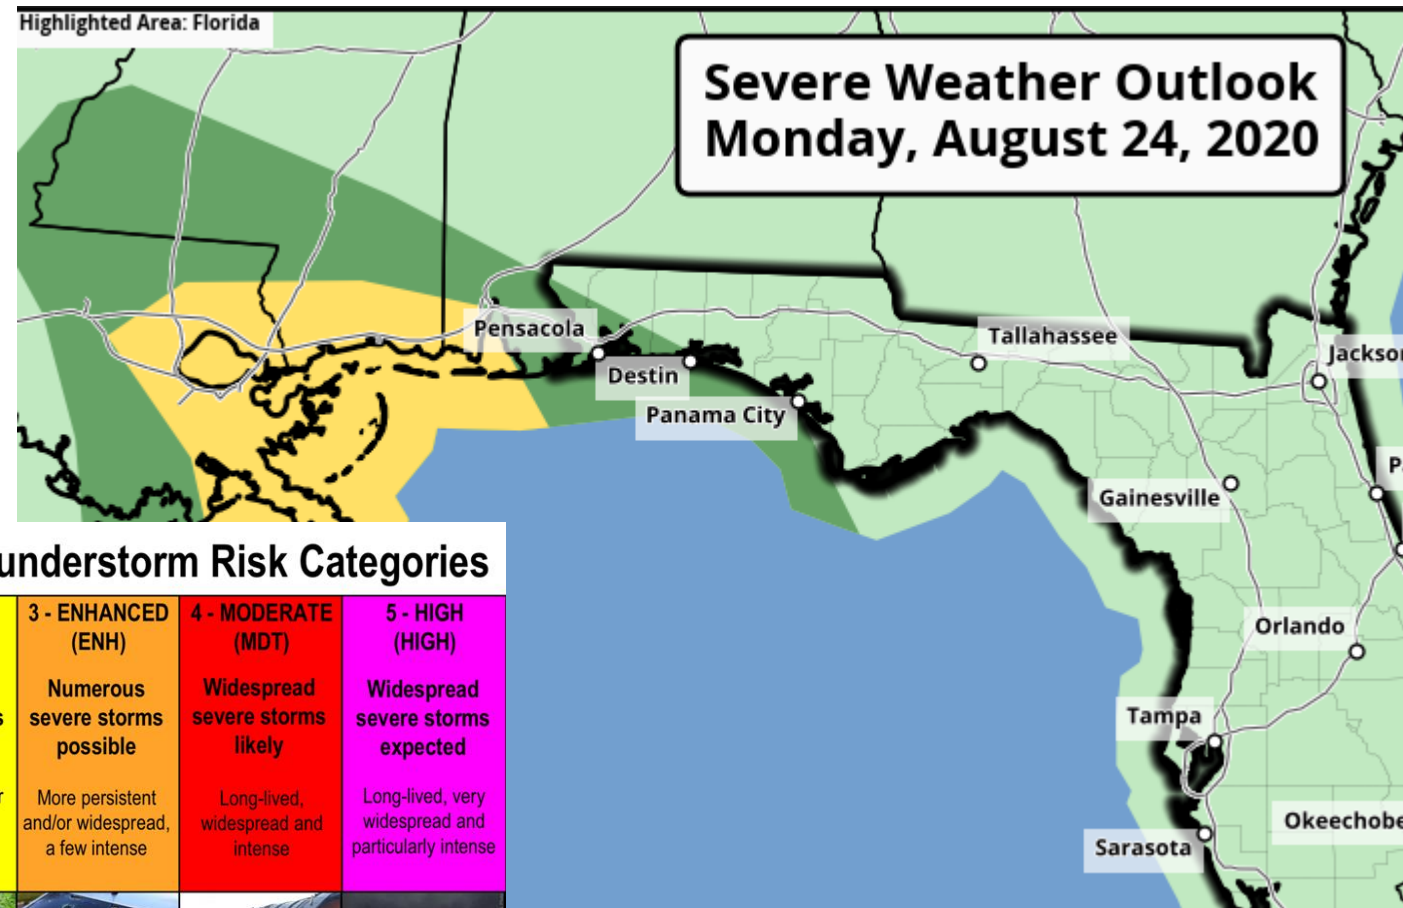 Highlighted Area: Florida
Severe Weather Outlook
Monday, August 24, 2020
Pensacola
Tallahassee
Destin
Panama City
Gainesville
Orlando
Tampa
Sarasota
Risk Categories
3 - ENHANCED
(ENH)
Numerous
severe storms
possible
More persistent
and/or widespread,
a few intense
4 - MODERATE
(MDT)
Widespread
severe storms
likely
Long-lived,
widespread and
intense
5 - HIGH
(HIGH)
Widespread
severe storms
expected
Long-lived, very
widespread and
particularly intense